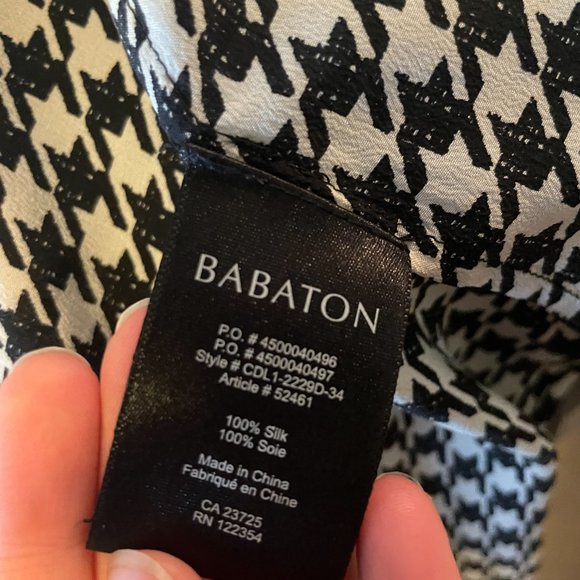 BABATON
P.O. # 4500040496
P.O. # 4500040497
Style # CDL1-2229D-34
Article # 52461
100% Silk
100% Soie
Made in China
Fabriqué en Chine
CA 23725
RN 122354